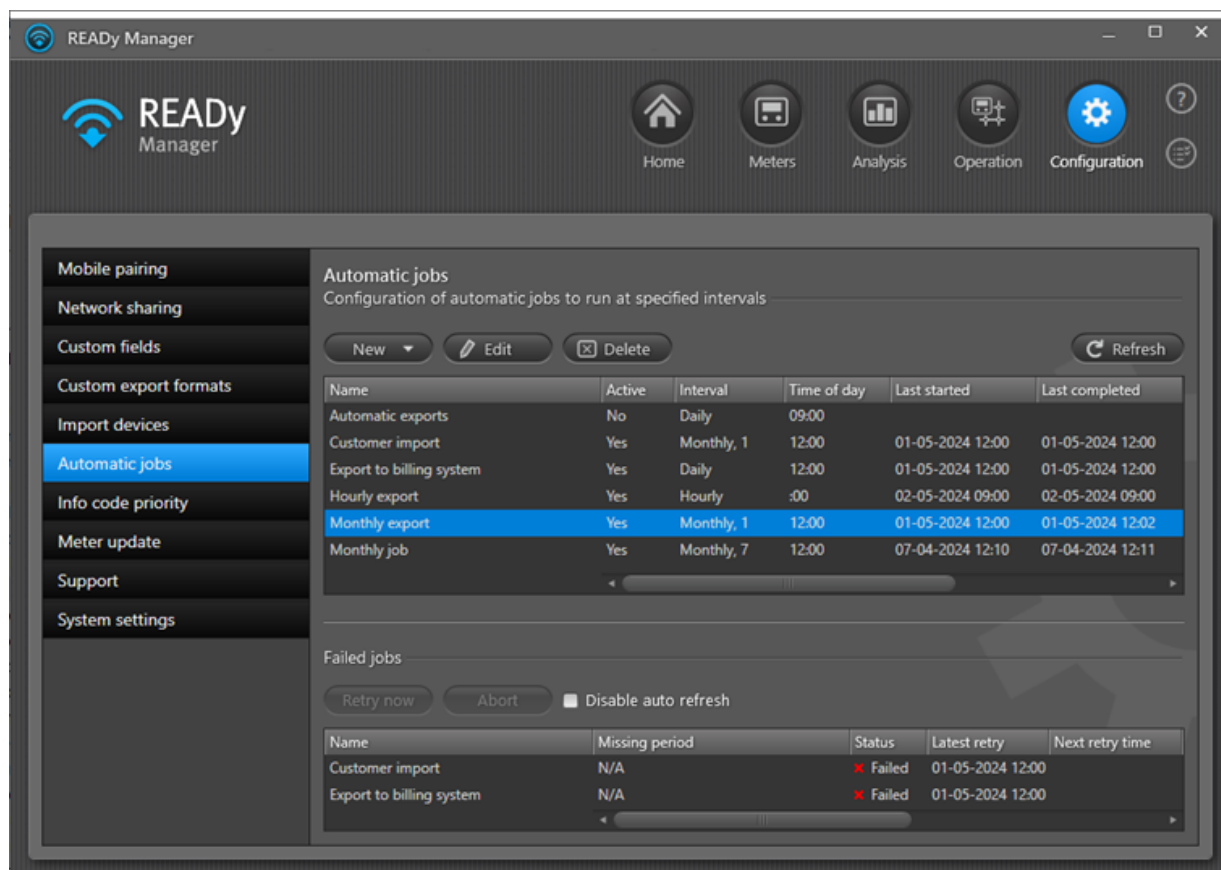 READy Manager
READy
Manager
Home Meters Analysis Operation Configuration
?
Mobile pairing
Network sharing
Custom fields
Custom export formats
Import devices
Automatic jobs
Info code priority
Meter update
Support
System settings
Automatic jobs
Configuration of automatic jobs to run at specified intervals
New Edit Delete Refresh
Name Active Interval Time of day Last started Last completed
Automatic exports No Daily 09:00
Customer import Yes Monthly, 1 12:00 01-05-2024 12:00 01-05-2024 12:00
Export to billing system Yes Daily 12:00 01-05-2024 12:00 01-05-2024 12:00
Hourly export Yes Hourly :00 02-05-2024 09:00 02-05-2024 09:00
Monthly export Yes Monthly, 1 12:00 01-05-2024 12:00 01-05-2024 12:02
Monthly job Yes Monthly, 7 12:00 07-04-2024 12:10 07-04-2024 12:11
Failed jobs
Retry now Abort Disable auto refresh
Name Missing period Status Latest retry Next retry time
Customer import N/A Failed 01-05-2024 12:00
Export to billing system N/A Failed 01-05-2024 12:00